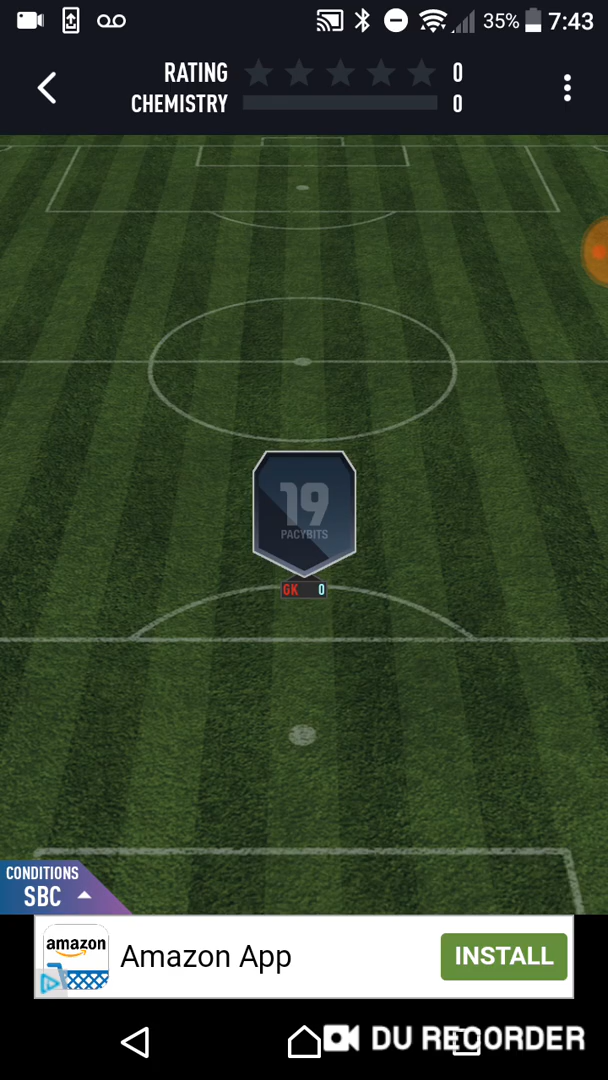 35% 7:43
RATING 0
CHEMISTRY 0
19
PACYBITS
GK 0
CONDITIONS
SBC
amazon
Amazon App
INSTALL
DU RECORDER